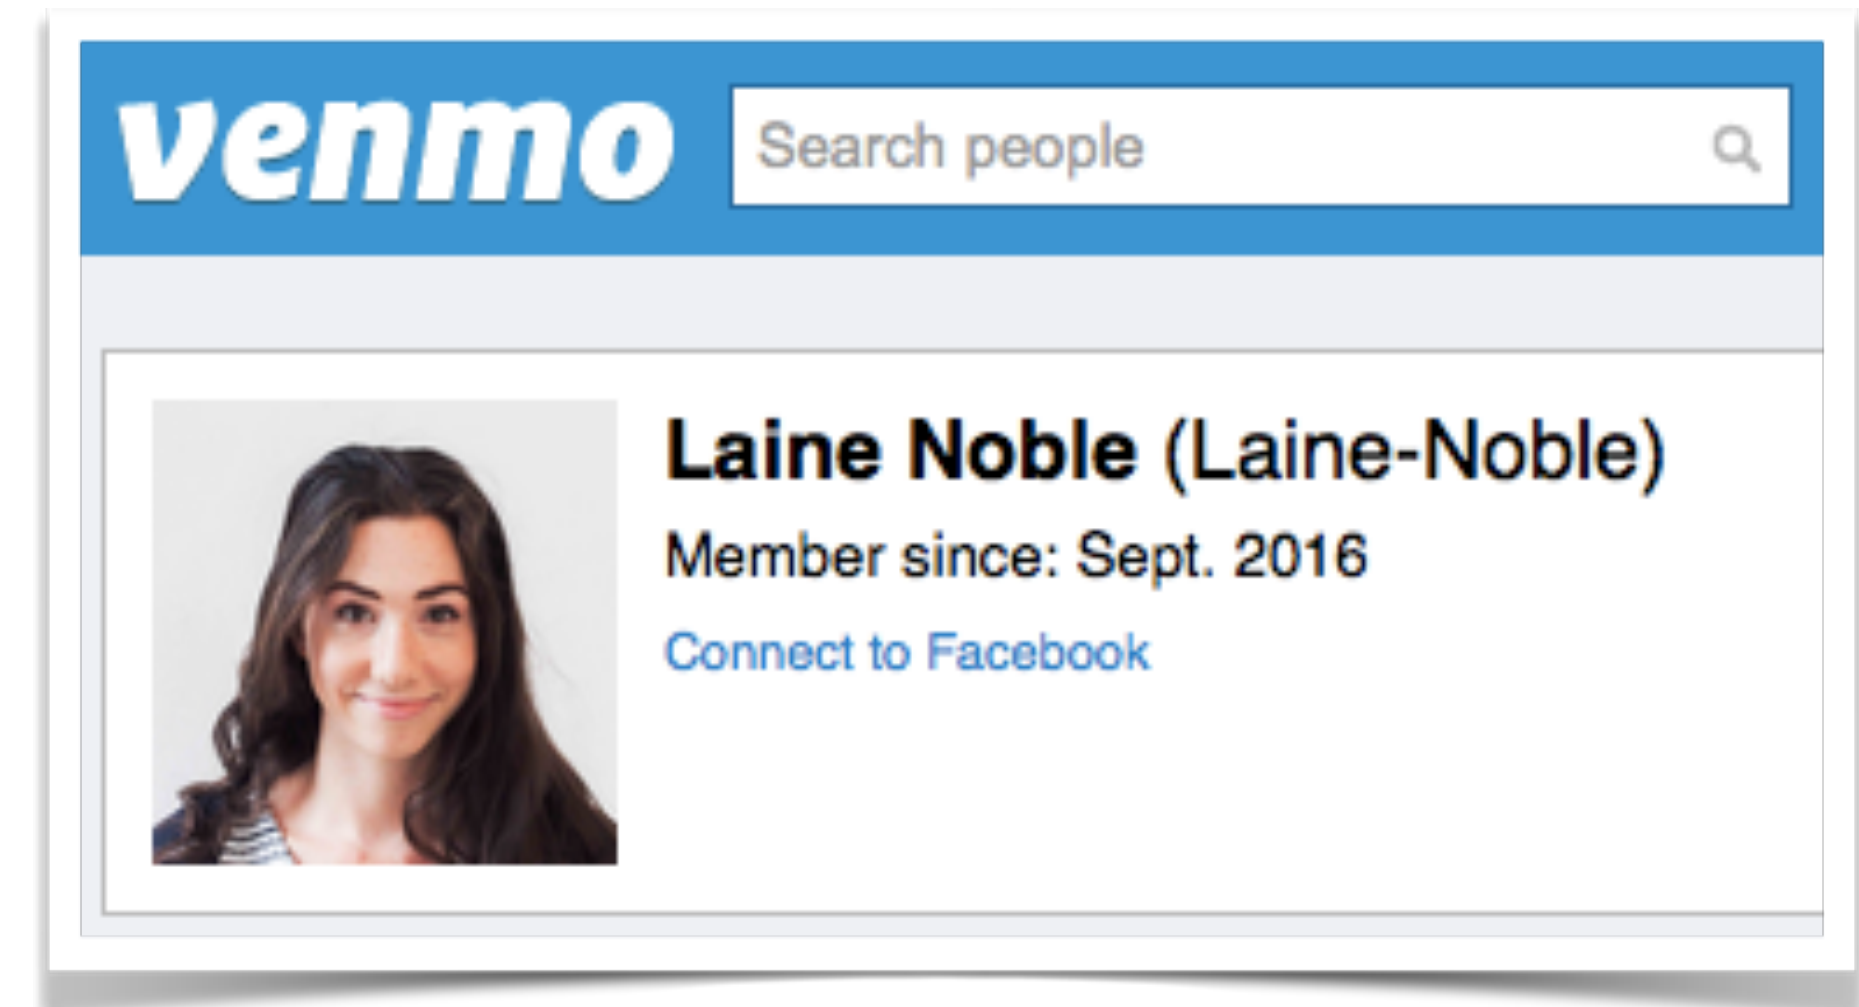 venmo
Search people
Laine Noble (Laine-Noble)
Member since: Sept. 2016
Connect to Facebook